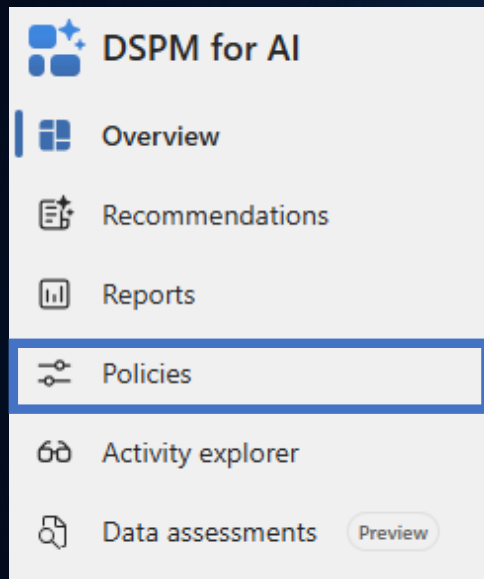 DSPM for AI
Overview
Recommendations
Reports
Policies
Activity explorer
Data assessments Preview